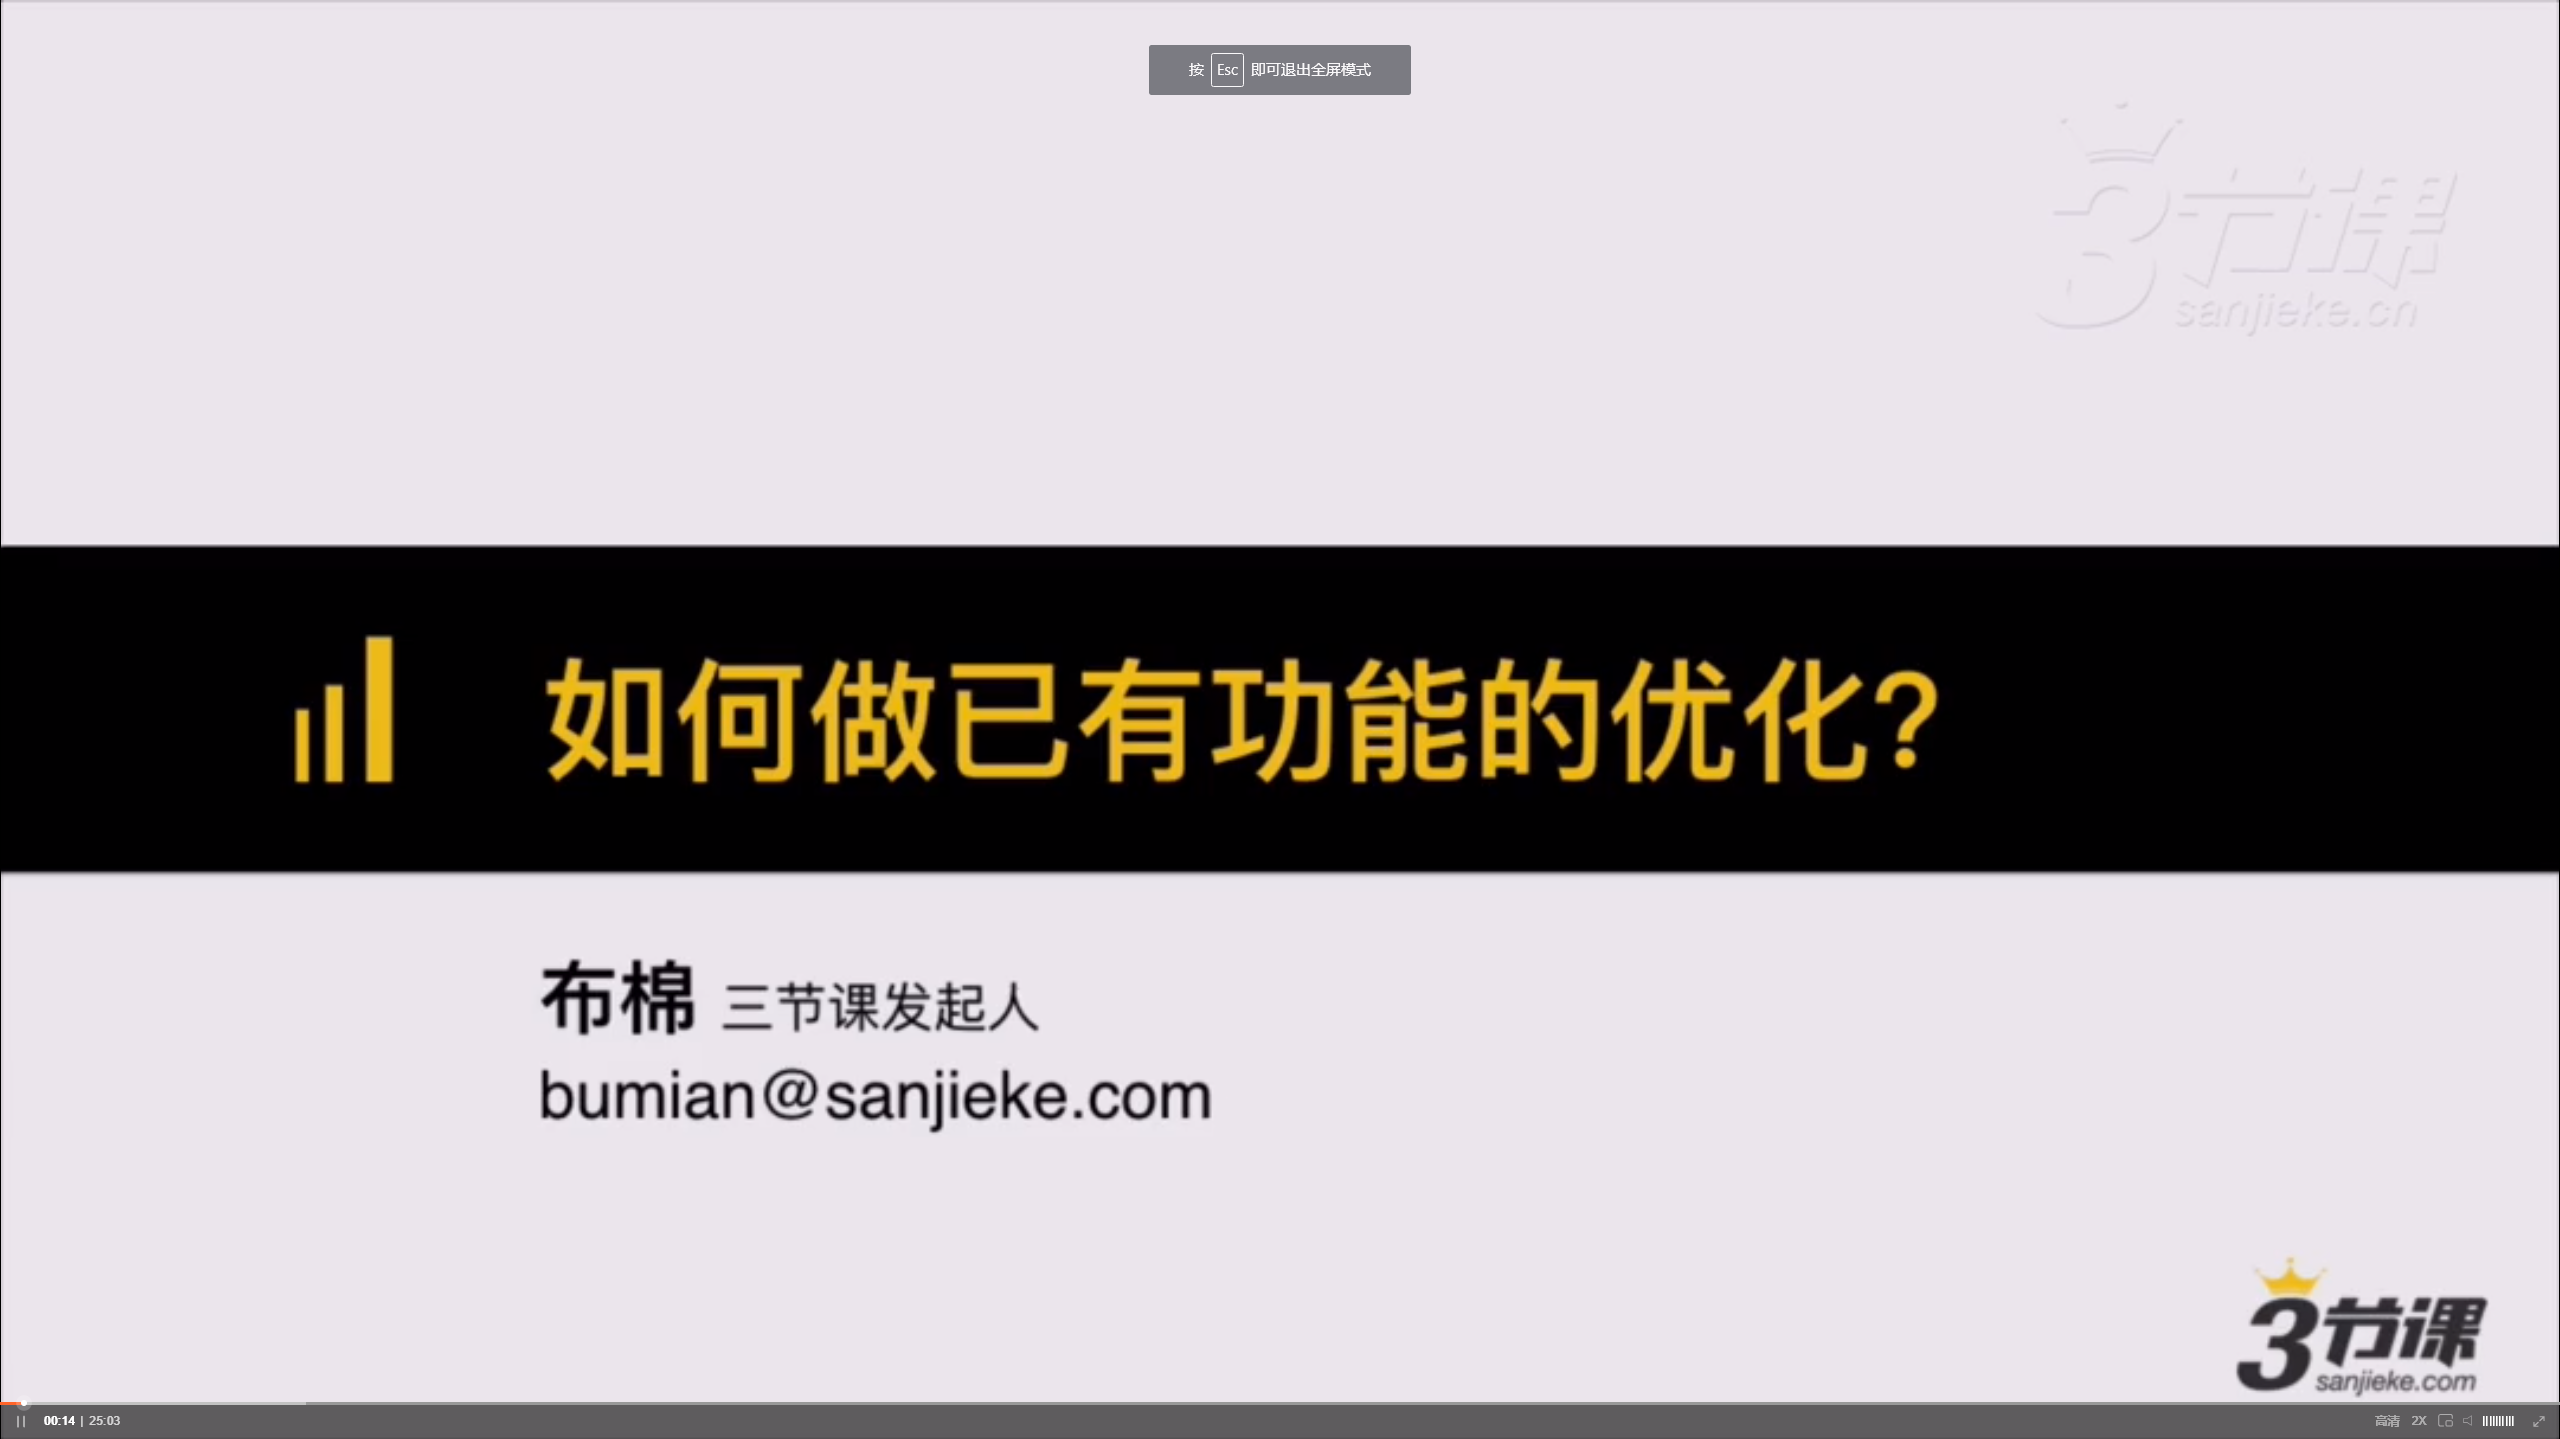 按 Esc 即可退出全屏模式
3节课
sanjieke.cn
如何做已有功能的优化?
布棉 三节课发起人
bumian@sanjieke.com
3节课
sanjieke.com
00:14 | 25:03
高清 2X